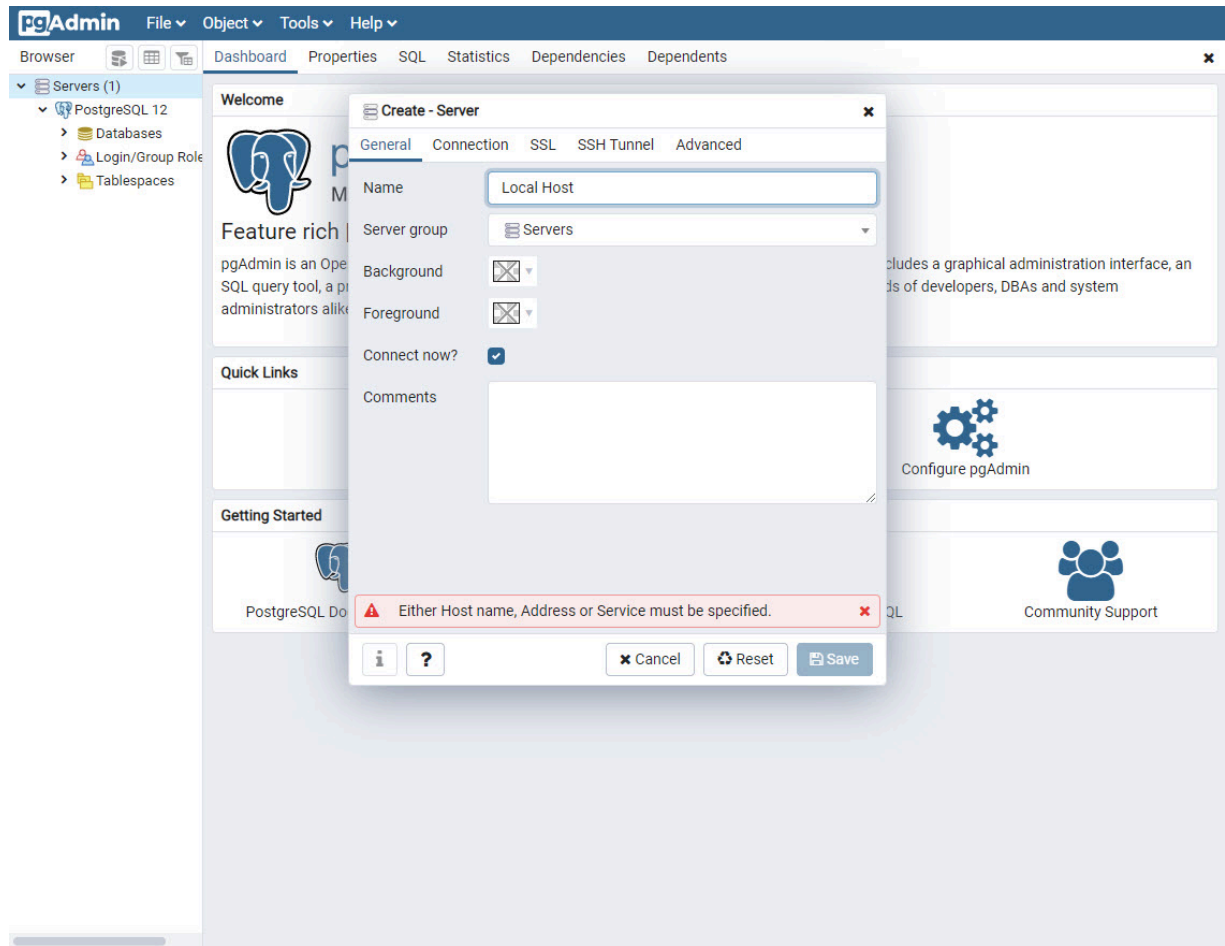 pgAdmin File Object Tools Help
Browser Dashboard Properties SQL Statistics Dependencies Dependents
Servers (1)
PostgreSQL 12
Databases
Login/Group Role
Tablespaces
Welcome
p
M
Feature rich |
pgAdmin is an Ope
SQL query tool, a p
administrators alik
cludes a graphical administration interface, an
ds of developers, DBAs and system
Quick Links
Configure pgAdmin
Getting Started
PostgreSQL Do
QL
Community Support
Create - Server
General Connection SSL SSH Tunnel Advanced
Name Local Host
Server group Servers
Background
Foreground
Connect now?
Comments
Either Host name, Address or Service must be specified.
i ? Cancel Reset Save